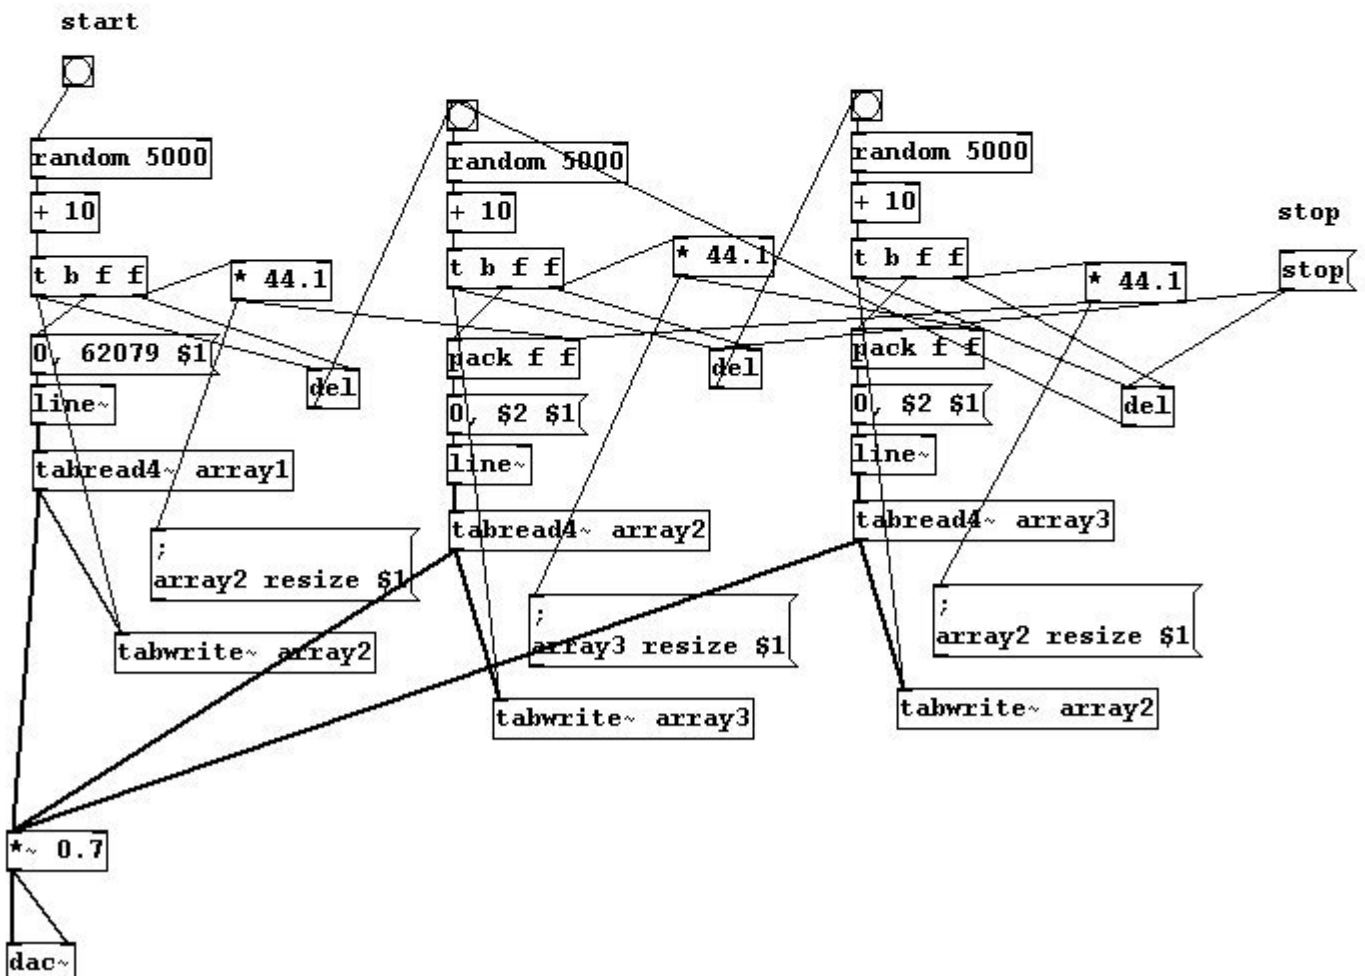 start
random 5000
+ 10
t b f f
* 44.1
0, 62079 $1
del
line~
tabread4~ array1
;
array2 resize $1
tabwrite~ array2
*~ 0.7
dac~
random 5000
+ 10
t b f f
* 44.1
pack f f
del
0, $2 $1
line~
tabread4~ array2
;
array3 resize $1
tabwrite~ array3
random 5000
+ 10
t b f f
* 44.1
pack f f
del
0, $2 $1
line~
tabread4~ array3
;
array2 resize $1
tabwrite~ array2
stop
stop